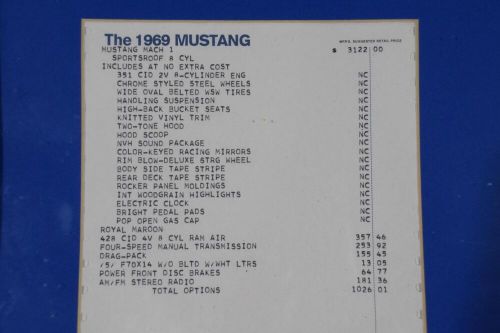 The 1969 MUSTANG
MFRS. SUGGESTED RETAIL PRICE
MUSTANG MACH 1 $ 3122 00
SPORTSROOF 8 CYL
INCLUDES AT NO EXTRA COST
351 CID 2V 8-CYLINDER ENG NC
CHROME STYLED STEEL WHEELS NC
WIDE OVAL BELTED WSW TIRES NC
HANDLING SUSPENSION NC
HIGH-BACK BUCKET SEATS NC
KNITTED VINYL TRIM NC
TWO-TONE HOOD NC
HOOD SCOOP NC
NVH SOUND PACKAGE NC
COLOR-KEYED RACING MIRRORS NC
RIM BLOW-DELUXE STRG WHEEL NC
BODY SIDE TAPE STRIPE NC
REAR DECK TAPE STRIPE NC
ROCKER PANEL MOLDINGS NC
INT WOODGRAIN HIGHLIGHTS NC
ELECTRIC CLOCK NC
BRIGHT PEDAL PADS NC
POP OPEN GAS CAP NC
ROYAL MAROON
428 CID 4V 8 CYL RAM AIR 357 46
FOUR-SPEED MANUAL TRANSMISSION 253 92
DRAG-PACK 155 45
/5/ F70X14 W/O BLTD W/WHT LTRS 13 05
POWER FRONT DISC BRAKES 64 77
AM/FM STEREO RADIO 181 36
TOTAL OPTIONS 1026 01